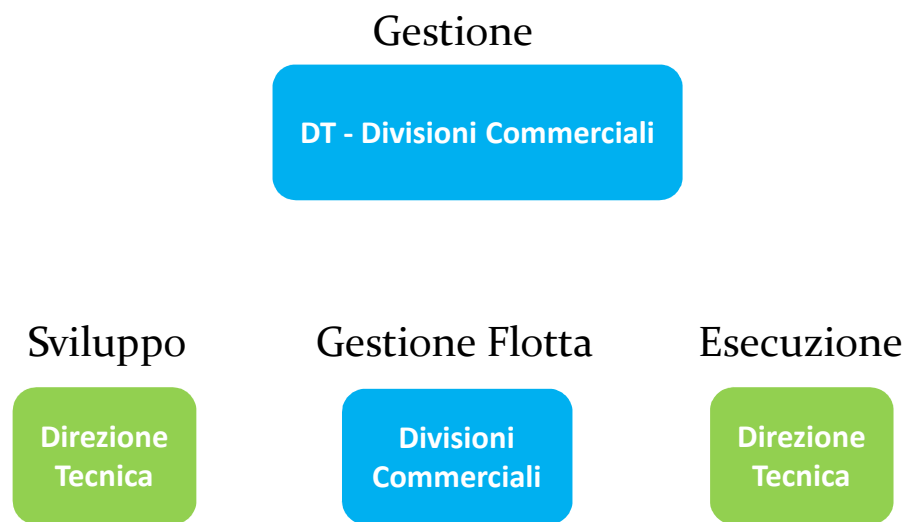 Gestione
DT - Divisioni Commerciali
Sviluppo
Gestione Flotta
Esecuzione
Direzione
Tecnica
Divisioni
Commerciali
Direzione
Tecnica